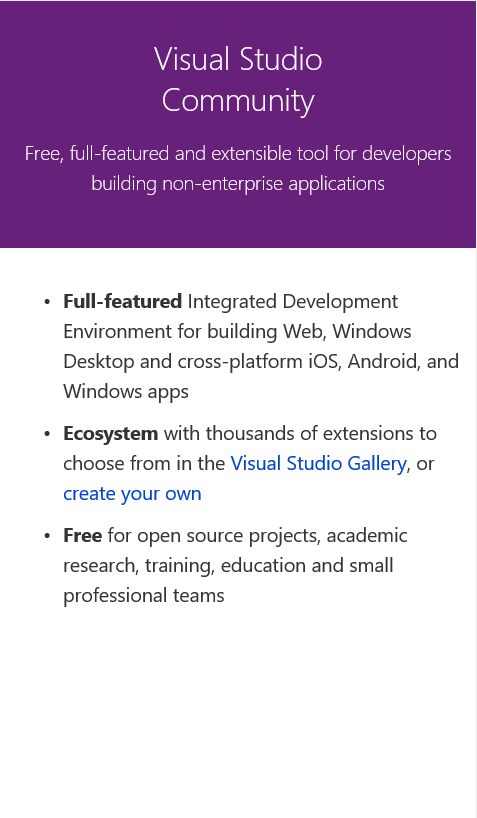 Visual Studio
Community
Free, full-featured and extensible tool for developers
building non-enterprise applications
• Full-featured Integrated Development
Environment for building Web, Windows
Desktop and cross-platform iOS, Android, and
Windows apps
• Ecosystem with thousands of extensions to
choose from in the Visual Studio Gallery, or
create your own
• Free for open source projects, academic
research, training, education and small
professional teams